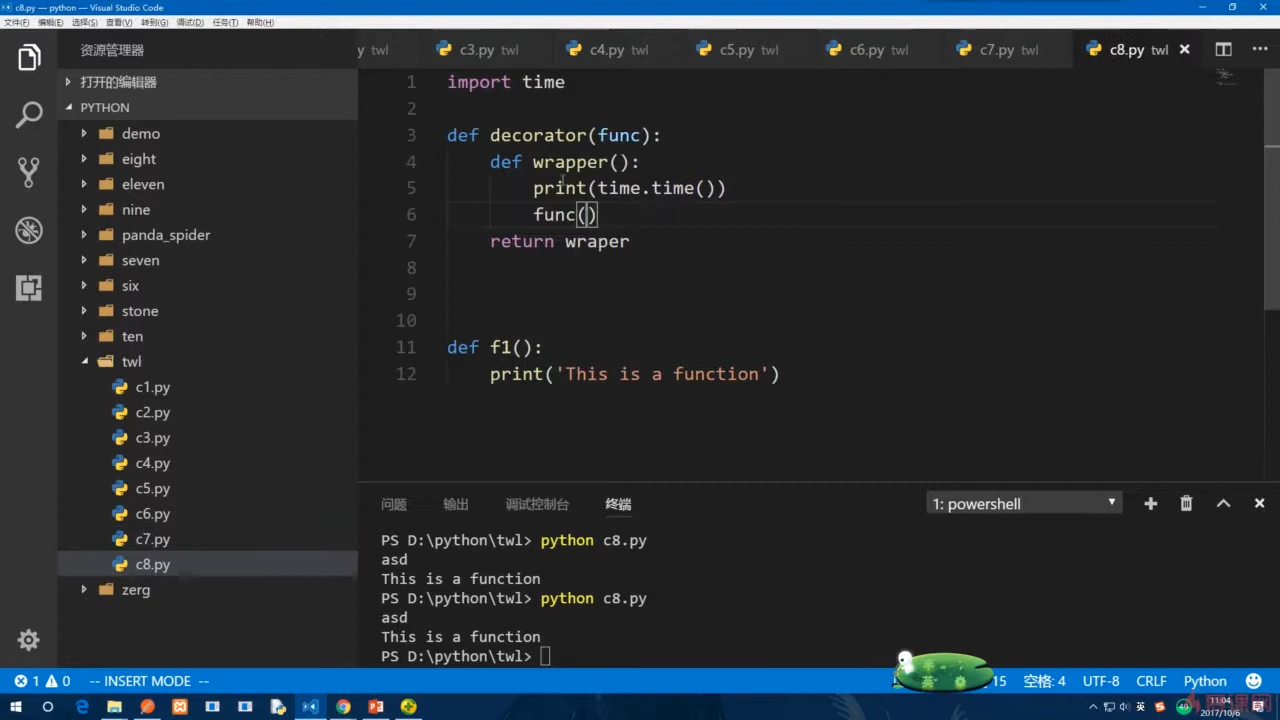 c8.py — python — Visual Studio Code
文件(F) 编辑(E) 选择(S) 查看(V) 转到(G) 调试(D) 任务(T) 帮助(H)
资源管理器
y twl c3.py twl c4.py twl c5.py twl c6.py twl c7.py twl c8.py twl
打开的编辑器
PYTHON
demo
eight
eleven
nine
panda_spider
seven
six
stone
ten
twl
c1.py
c2.py
c3.py
c4.py
c5.py
c6.py
c7.py
c8.py
zerg
1 import time
2
3 def decorator(func):
4 def wrapper():
5 print(time.time())
6 func()
7 return wraper
8
9
10
11 def f1():
12 print('This is a function')
问题 输出 调试控制台 终端 1: powershell
PS D:\python\twl> python c8.py
asd
This is a function
PS D:\python\twl> python c8.py
asd
This is a function
PS D:\python\twl>
1 0 -- INSERT MODE -- 15 空格: 4 UTF-8 CRLF Python
英
11:04
2017/10/6